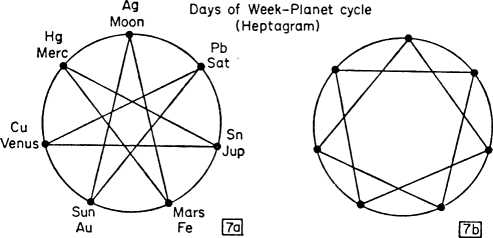 Days of Week-Planet cycle
(Heptagram)
Ag
Moon
Hg
Merc
Pb
Sat
Cu
Venus
Sn
Jup
Sun
Au
Mars
Fe
7a
7b